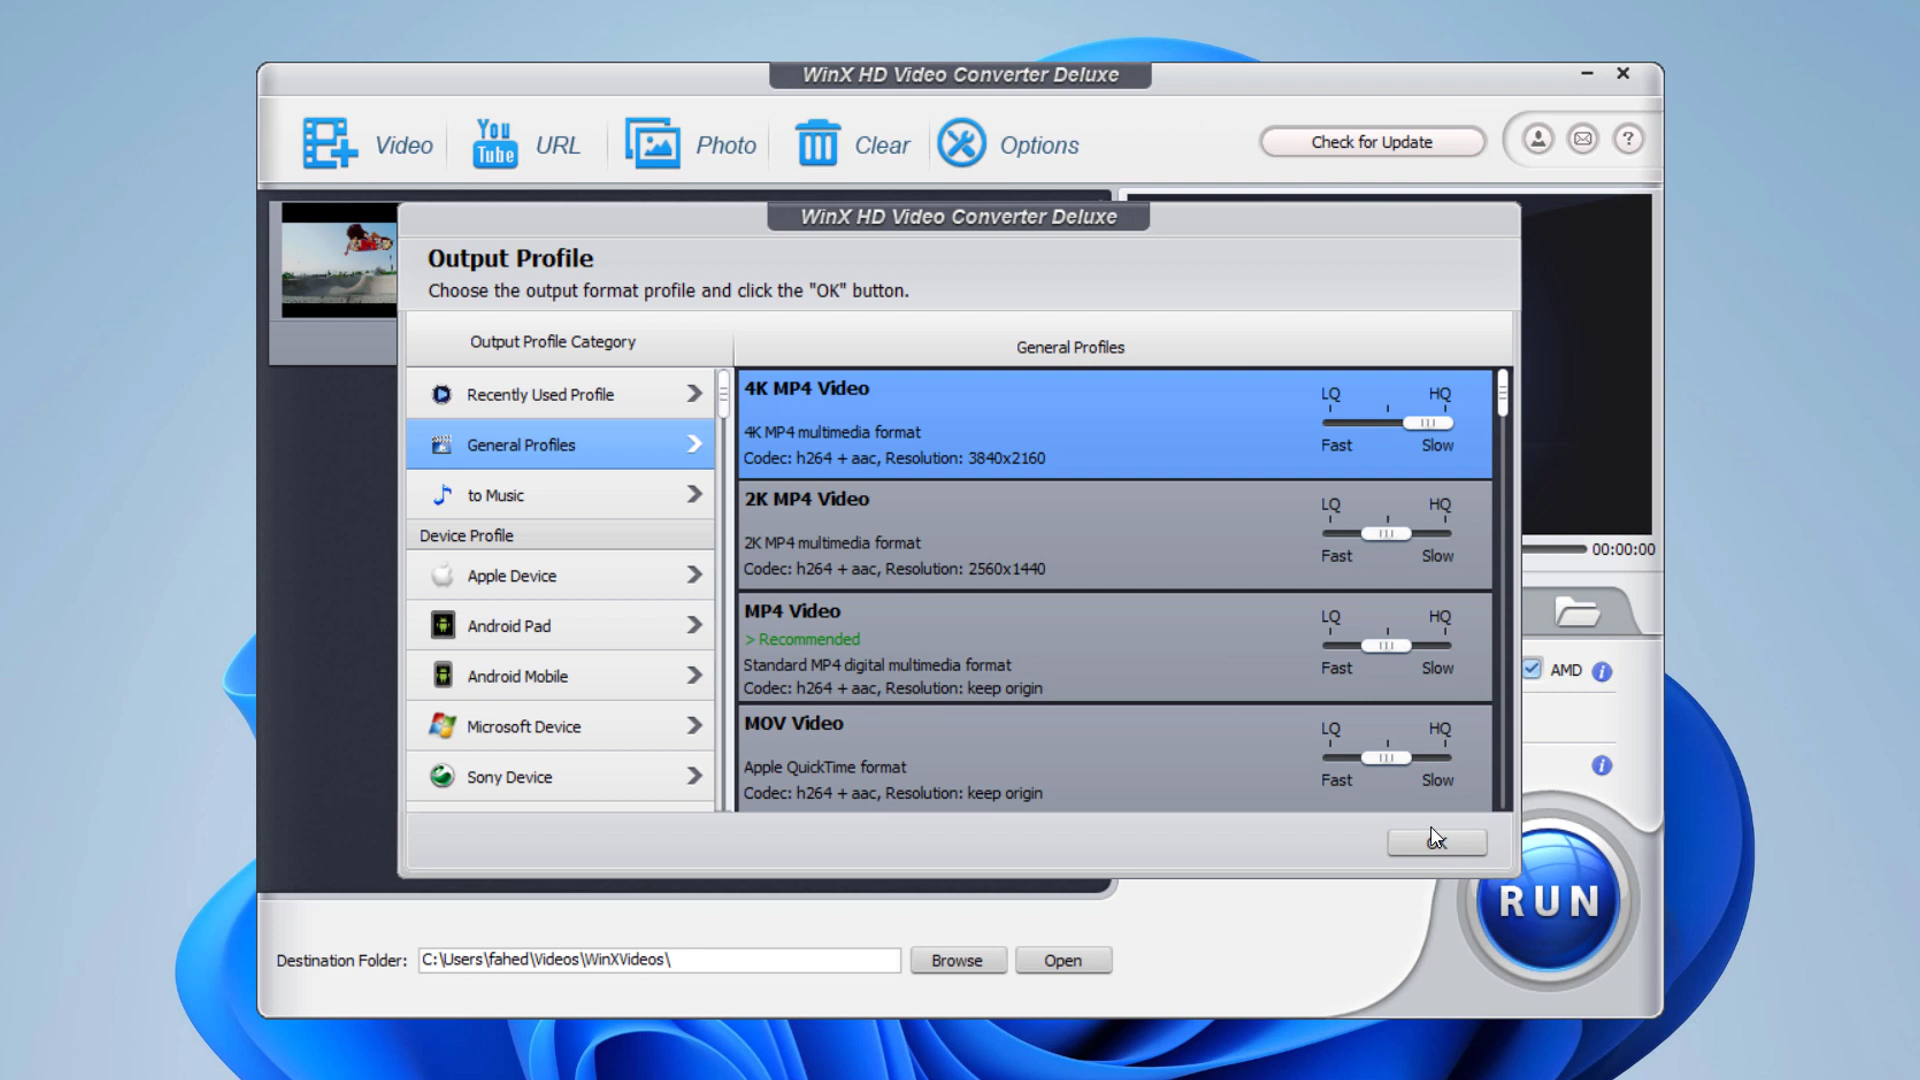 WinX HD Video Converter Deluxe
Video
You
Tube
URL
Photo
Clear
Options
Check for Update
?
WinX HD Video Converter Deluxe
Output Profile
Choose the output format profile and click the "OK" button.
Output Profile Category
General Profiles
Recently Used Profile
General Profiles
to Music
Device Profile
Apple Device
Android Pad
Android Mobile
Microsoft Device
Sony Device
4K MP4 Video
4K MP4 multimedia format
Codec: h264 + aac, Resolution: 3840x2160
LQ HQ
Fast Slow
2K MP4 Video
2K MP4 multimedia format
Codec: h264 + aac, Resolution: 2560x1440
LQ HQ
Fast Slow
MP4 Video
> Recommended
Standard MP4 digital multimedia format
Codec: h264 + aac, Resolution: keep origin
LQ HQ
Fast Slow
MOV Video
Apple QuickTime format
Codec: h264 + aac, Resolution: keep origin
LQ HQ
Fast Slow
OK
00:00:00
AMD i
i
RUN
Destination Folder: C:\Users\fahed\Videos\WinXVideos\
Browse
Open